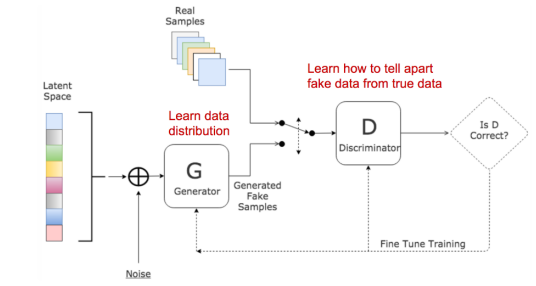 Real
Samples
Learn how to tell apart
fake data from true data
Latent
Space
Learn data
distribution
D
Discriminator
Is D
Correct?
G
Generator
Generated
Fake
Samples
Fine Tune Training
Noise